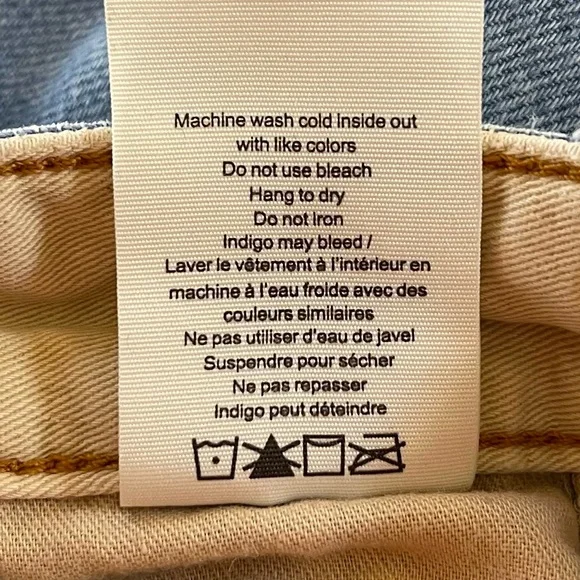 Machine wash cold inside out
with like colors
Do not use bleach
Hang to dry
Do not Iron
Indigo may bleed /
Laver le vêtement à l'intérieur en
machine à l'eau froide avec des
couleurs similaires
Ne pas utiliser d'eau de javel
Suspendre pour sécher
Ne pas repasser
Indigo peut déteindre